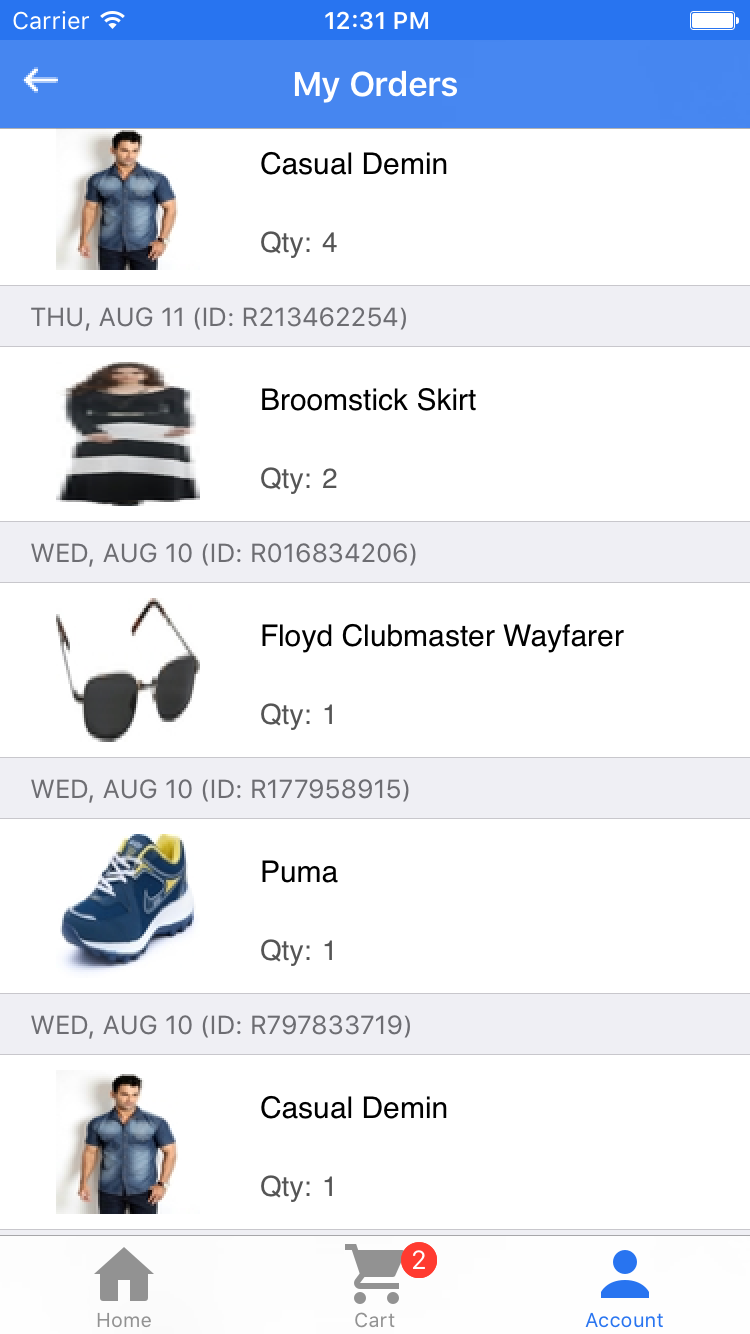 Carrier 12:31 PM
My Orders
Casual Demin
Qty: 4
THU, AUG 11 (ID: R213462254)
Broomstick Skirt
Qty: 2
WED, AUG 10 (ID: R016834206)
Floyd Clubmaster Wayfarer
Qty: 1
WED, AUG 10 (ID: R177958915)
Puma
Qty: 1
WED, AUG 10 (ID: R797833719)
Casual Demin
Qty: 1
2
Home Cart Account